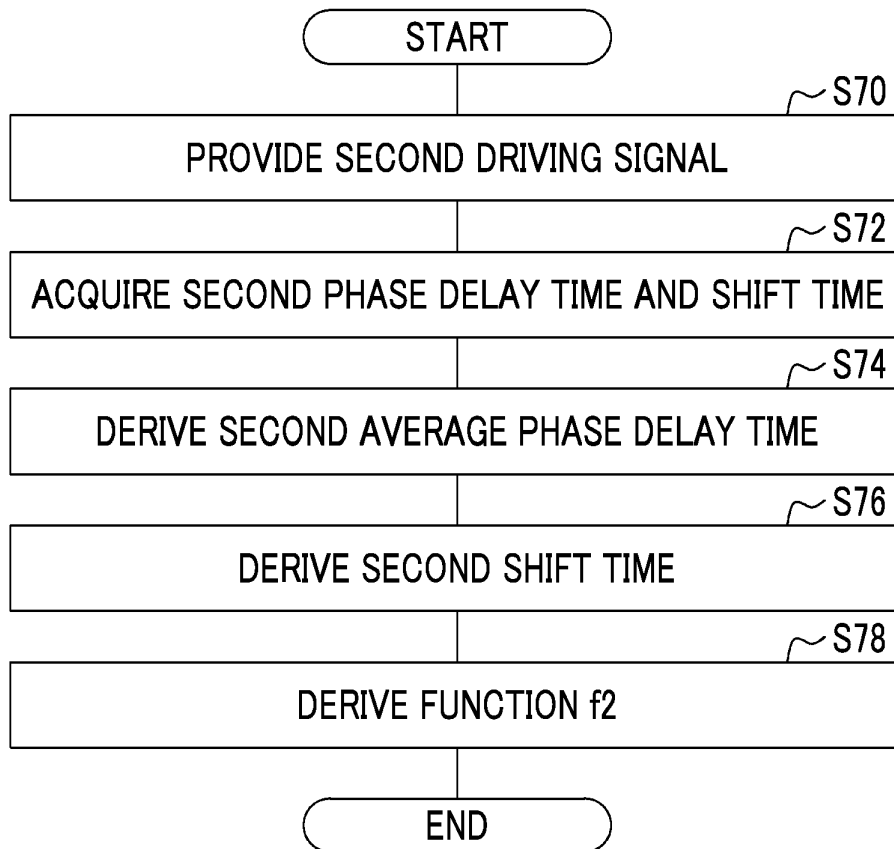 START
S70
PROVIDE SECOND DRIVING SIGNAL
S72
ACQUIRE SECOND PHASE DELAY TIME AND SHIFT TIME
S74
DERIVE SECOND AVERAGE PHASE DELAY TIME
S76
DERIVE SECOND SHIFT TIME
S78
DERIVE FUNCTION f2
END